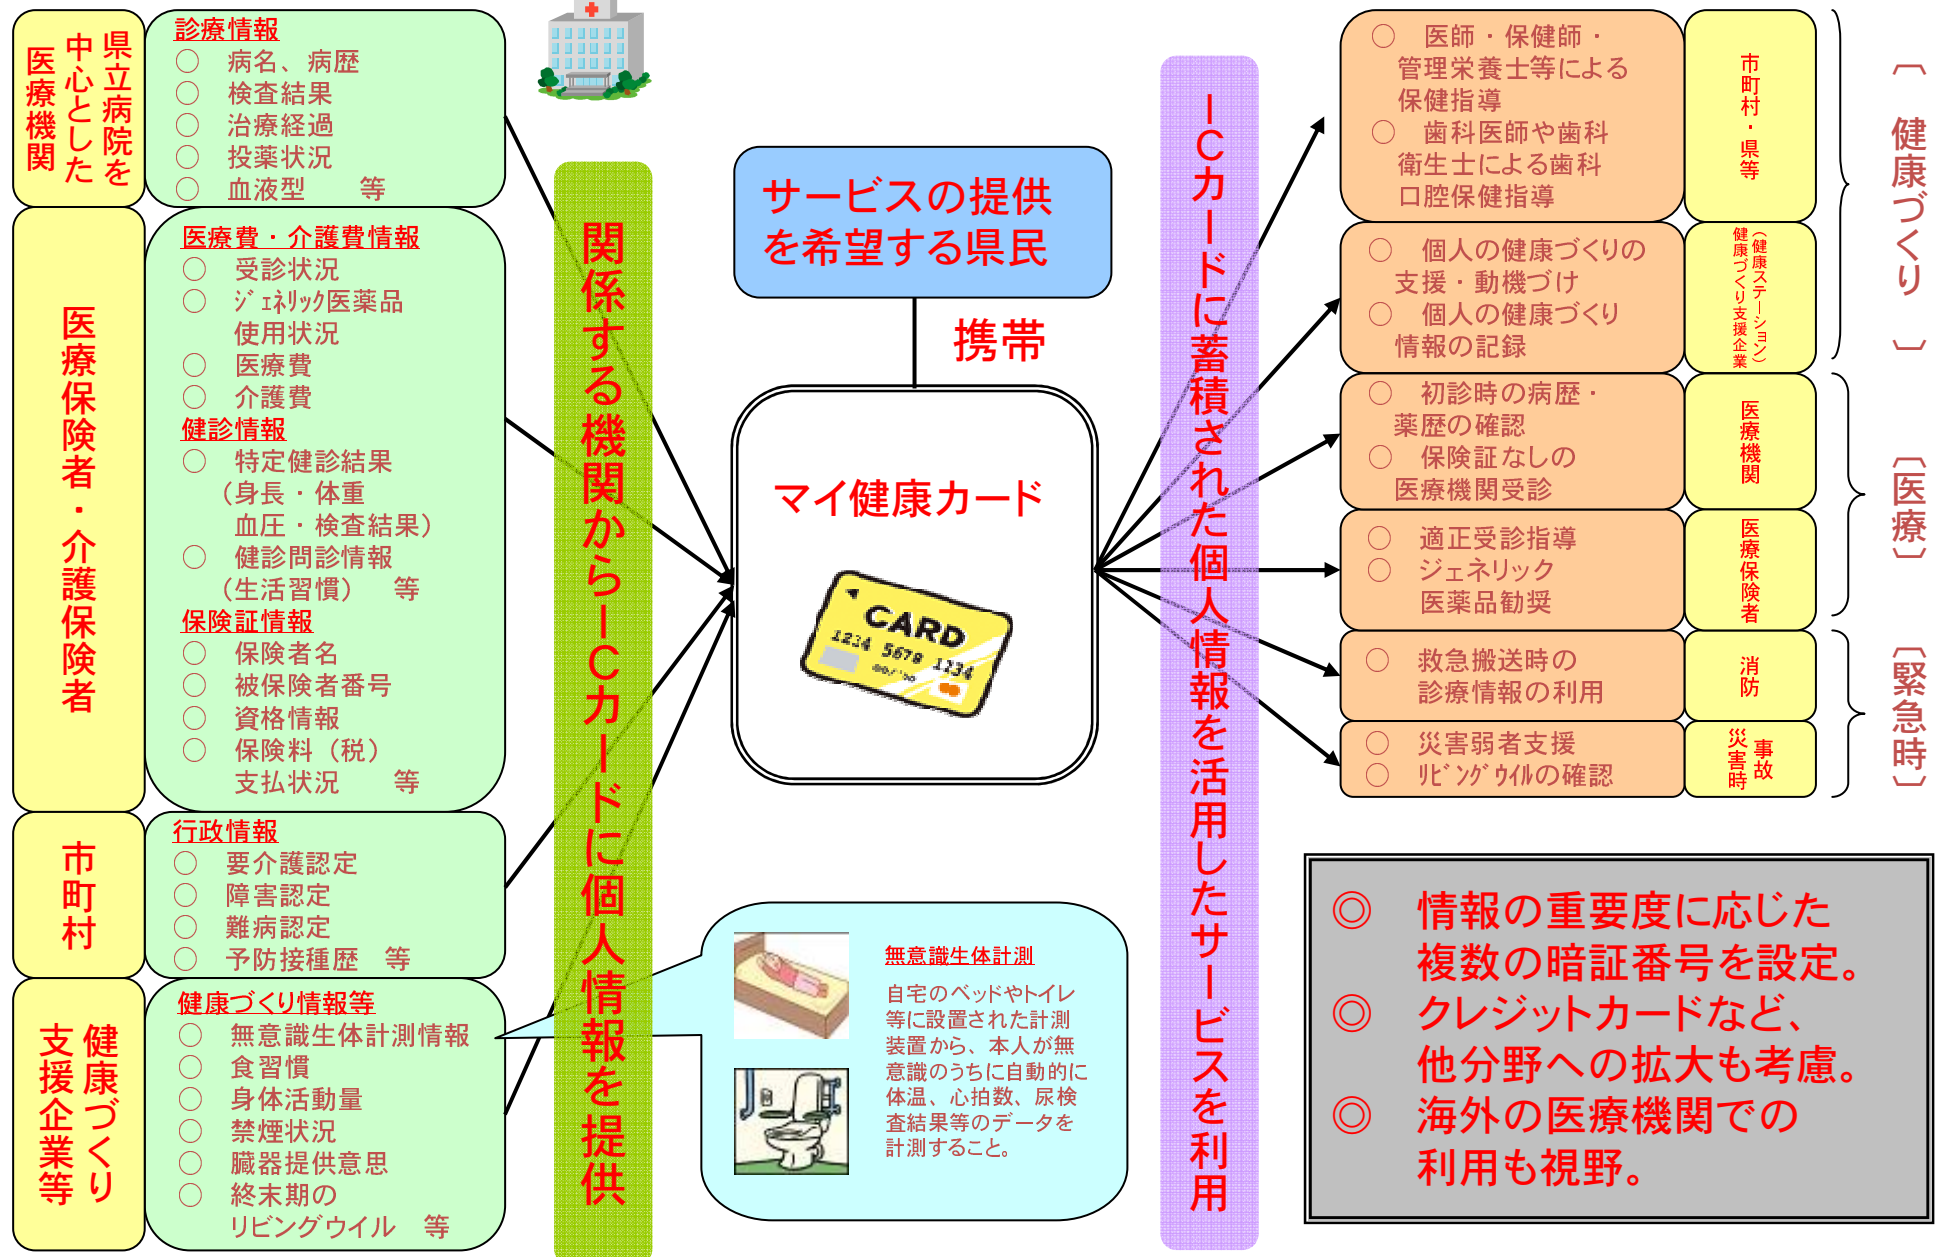 県立病院を
中心とした
医療機関
診療情報
○　病名、病歴
○　検査結果
○　治療経過
○　投薬状況
○　血液型　　等
医療保険者・介護保険者
医療費・介護費情報
○　受診状況
○　ｼﾞｪﾈﾘｯｸ医薬品
使用状況
○　医療費
○　介護費
健診情報
○　特定健診結果
（身長・体重
血圧・検査結果）
○　健診問診情報
（生活習慣）　等
保険証情報
○　保険者名
○　被保険者番号
○　資格情報
○　保険料（税）
支払状況　　等
市町村
行政情報
○　要介護認定
○　障害認定
○　難病認定
○　予防接種歴　等
健康づくり
支援企業等
健康づくり情報等
○　無意識生体計測情報
○　食習慣
○　身体活動量
○　禁煙状況
○　臓器提供意思
○　終末期の
リビングウイル　等
関係する機関からＩＣカードに個人情報を提供
サービスの提供
を希望する県民
携帯
マイ健康カード
CARD
1234 5678 1234
00/'00
無意識生体計測
自宅のベッドやトイレ
等に設置された計測
装置から、本人が無
意識のうちに自動的に
体温、心拍数、尿検
査結果等のデータを
計測すること。
ＩＣカードに蓄積された個人情報を活用したサービスを利用
○　医師・保健師・
管理栄養士等による
保健指導
○　歯科医師や歯科
衛生士による歯科
口腔保健指導
市町村・県等
○　個人の健康づくりの
支援・動機づけ
○　個人の健康づくり
情報の記録
（健康ステーション）
健康づくり支援企業
〔　健康づくり　〕
○　初診時の病歴・
薬歴の確認
○　保険証なしの
医療機関受診
医療機関
○　適正受診指導
○　ジェネリック
医薬品勧奨
医療保険者
〔医療〕
○　救急搬送時の
診療情報の利用
消防
○　災害弱者支援
○　ﾘﾋﾞﾝｸﾞｳｲﾙの確認
事故
災害時
〔緊急時〕
◎　情報の重要度に応じた
複数の暗証番号を設定。
◎　クレジットカードなど、
他分野への拡大も考慮。
◎　海外の医療機関での
利用も視野。